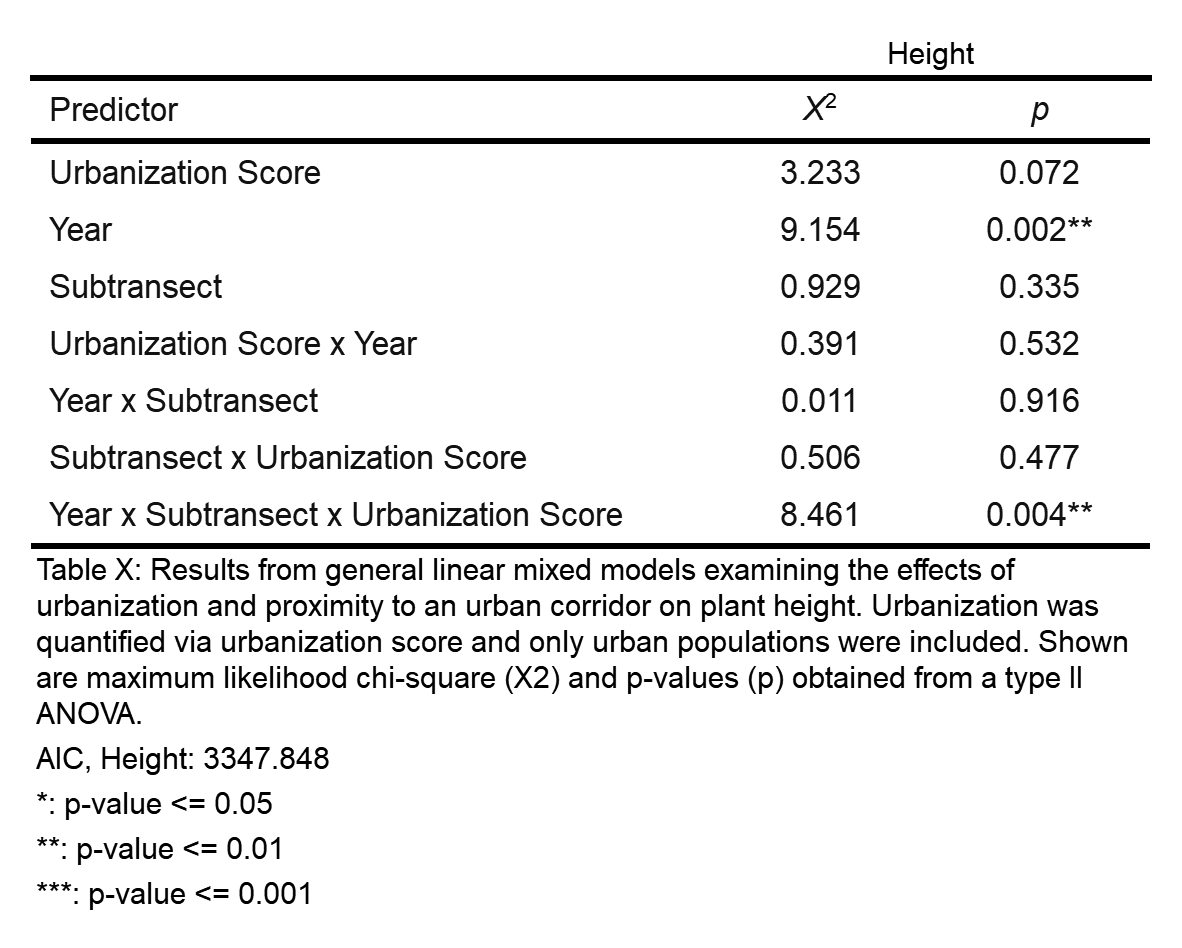 Height
Predictor X² p
Urbanization Score 3.233 0.072
Year 9.154 0.002**
Subtransect 0.929 0.335
Urbanization Score x Year 0.391 0.532
Year x Subtransect 0.011 0.916
Subtransect x Urbanization Score 0.506 0.477
Year x Subtransect x Urbanization Score 8.461 0.004**
Table X: Results from general linear mixed models examining the effects of
urbanization and proximity to an urban corridor on plant height. Urbanization was
quantified via urbanization score and only urban populations were included. Shown
are maximum likelihood chi-square (X2) and p-values (p) obtained from a type II
ANOVA.
AIC, Height: 3347.848
*: p-value <= 0.05
**: p-value <= 0.01
***: p-value <= 0.001